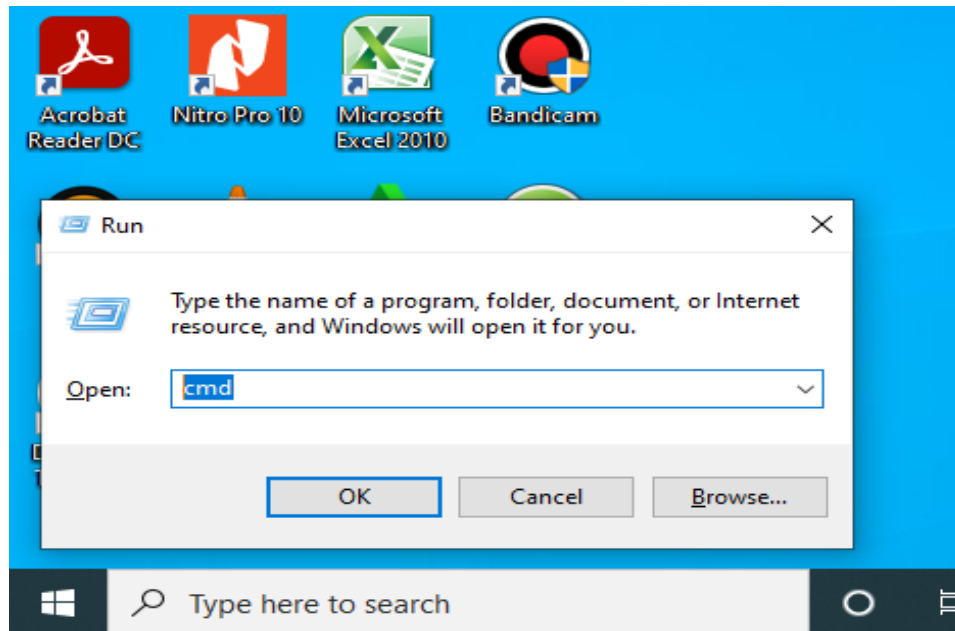 Acrobat
Reader DC
Nitro Pro 10
Microsoft
Excel 2010
Bandicam
Run
Type the name of a program, folder, document, or Internet
resource, and Windows will open it for you.
Open:
cmd
OK
Cancel
Browse...
Type here to search